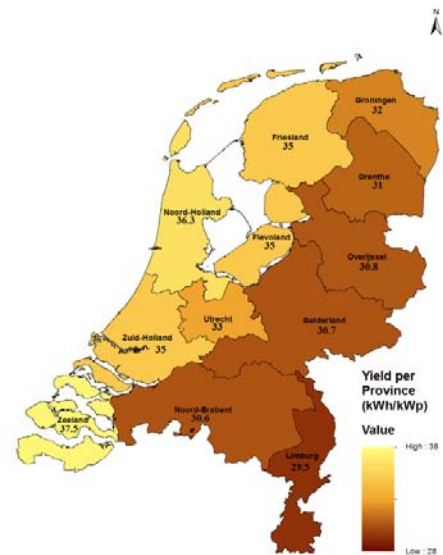 N
Groningen
32
Friesland
35
Drenthe
31
Noord-Holland
36.3
Flevoland
35
Overijssel
30.8
Utrecht
33
Gelderland
30.7
Zuid-Holland
35
Zeeland
37.5
Noord-Brabant
30.6
Limburg
29.5
Yield per
Province
(kWh/kWp)
Value
High : 38
Low : 28